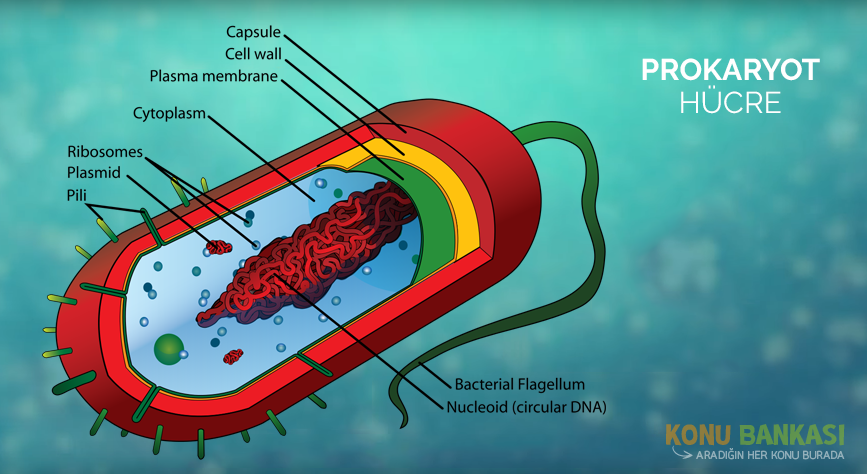 PROKARYOT
HÜCRE
Capsule
Cell wall
Plasma membrane
Cytoplasm
Ribosomes
Plasmid
Pili
Bacterial Flagellum
Nucleoid (circular DNA)
KONU BANKASI
ARADIĞIN HER KONU BURADA